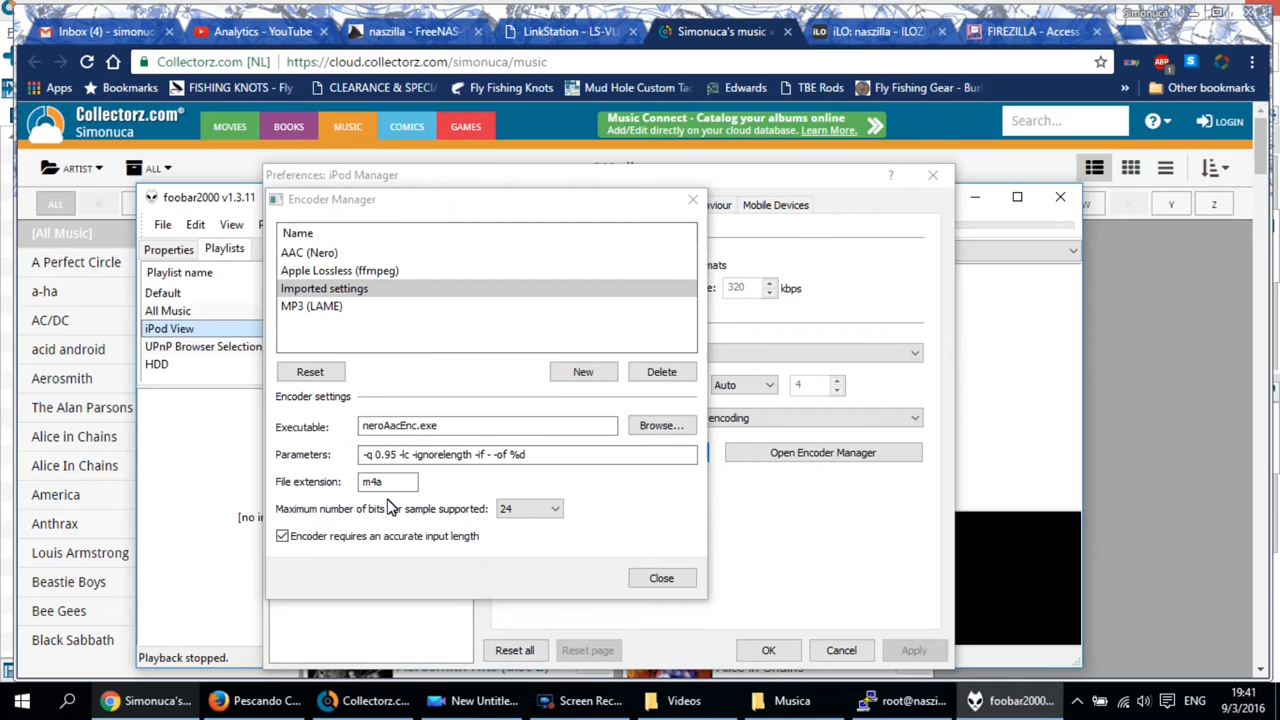 Simonuca
Inbox (4) - simonuc
Analytics - YouTube
naszilla - FreeNAS-
LinkStation - LS-VL
Simonuca's music
iLO: naszilla - ILOZI
FIREZILLA - Access
Collectorz.com [NL]
https://cloud.collectorz.com/simonuca/music
Apps
Bookmarks
FISHING KNOTS - Fly
CLEARANCE & SPECIA
Fly Fishing Knots
Mud Hole Custom Tac
Edwards
TBE Rods
Fly Fishing Gear - Burl
»
Other bookmarks
Collectorz.com®
Simonuca
MOVIES
BOOKS
MUSIC
COMICS
GAMES
Music Connect - Catalog your albums online
Add/Edit directly on your cloud database. Learn More.
Search...
LOGIN
ARTIST
ALL
ALL
Y
Z
[All Music]
A Perfect Circle
a-ha
AC/DC
acid android
Aerosmith
The Alan Parsons
Alice in Chains
Alice In Chains
America
Anthrax
Louis Armstrong
Beastie Boys
Bee Gees
Black Sabbath
foobar2000 v1.3.11
File
Edit
View
Properties
Playlists
Playlist name
Default
All Music
iPod View
UPnP Browser Selection
HDD
Playback stopped.
Preferences: iPod Manager
Mobile Devices
320
kbps
Auto
4
encoding
Open Encoder Manager
Reset all
Reset page
OK
Cancel
Apply
Encoder Manager
Name
AAC (Nero)
Apple Lossless (ffmpeg)
Imported settings
MP3 (LAME)
Reset
New
Delete
Encoder settings
Executable:
neroAacEnc.exe
Browse...
Parameters:
-q 0.95 -lc -ignorelength -if - -of %d
File extension:
m4a
Maximum number of bits per sample supported:
24
Encoder requires an accurate input length
Close
Simonuca's...
Pescando C...
Collectorz.c...
New Untitle...
Screen Rec...
Videos
Musica
root@naszi...
foobar2000...
ENG
19:41
9/3/2016